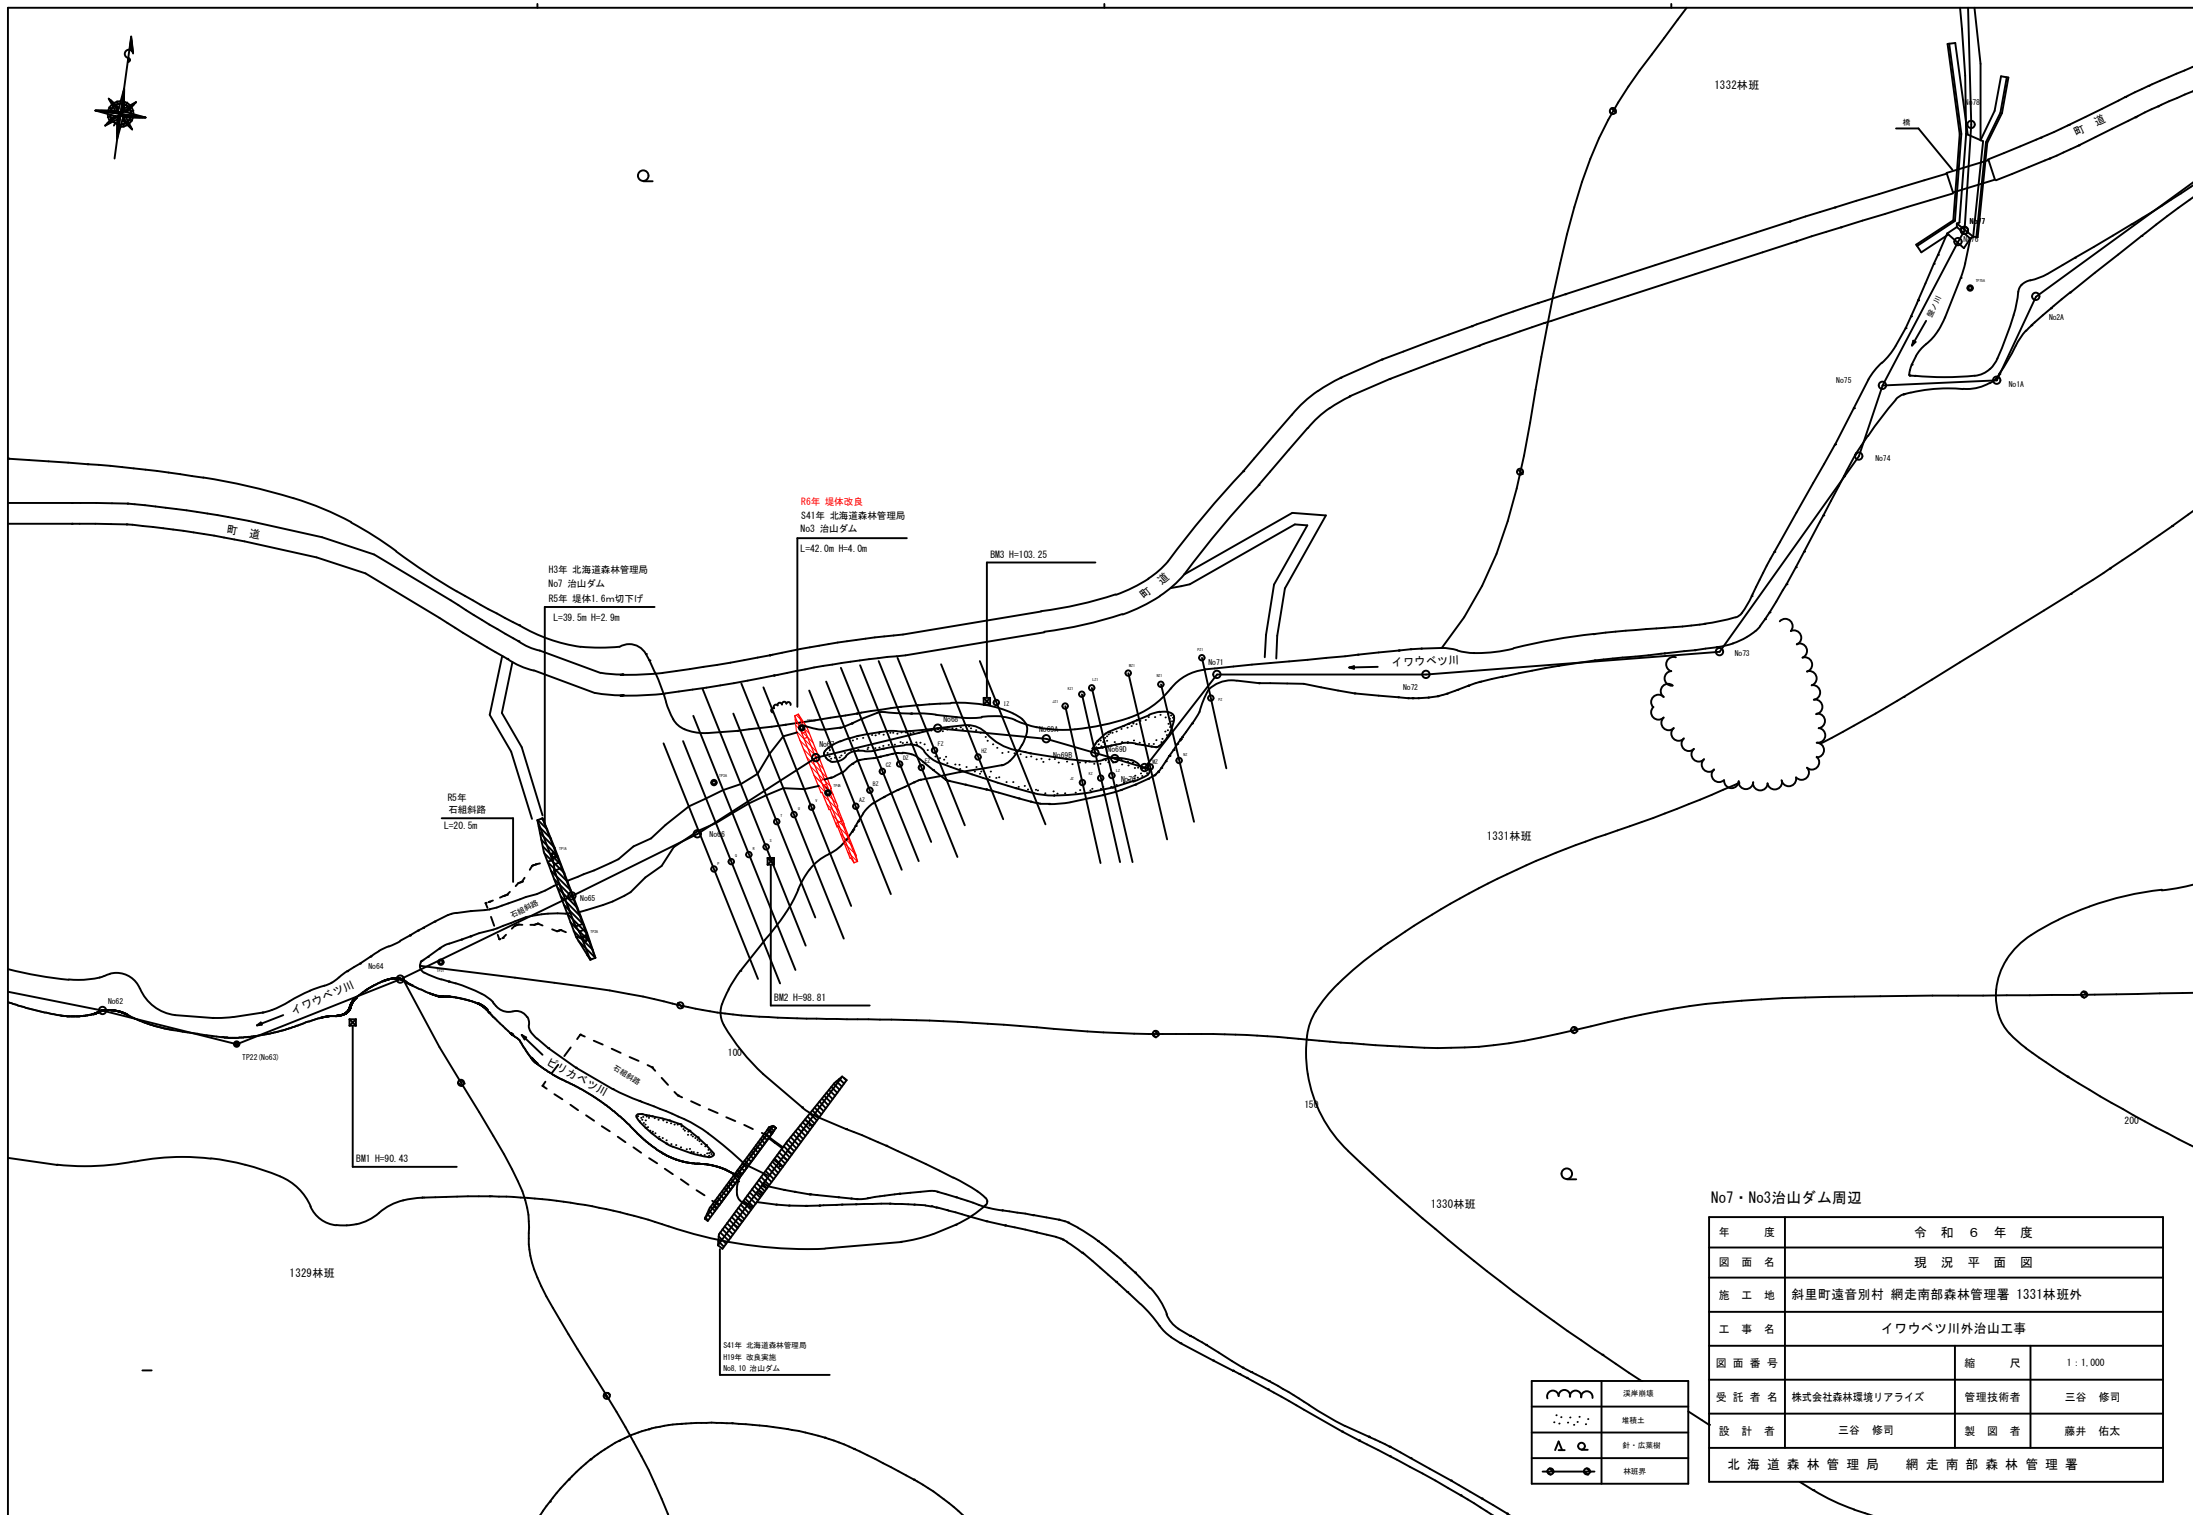 1332林班
No78
橋
町 道
No77
No76
盤ノ川
No2A
No75
No1A
No74
R6年 堤体改良
S41年 北海道森林管理局
No3 治山ダム
L=42.0m H=4.0m
町 道
BM3 H=103.25
H3年 北海道森林管理局
No7 治山ダム
R5年 堤体1.6m切下げ
L=39.5m H=2.9m
町 道
No71
イワウベツ川
No73
No72
No68
No69A
No69B
No69D
No67
R5年
石組斜路
L=20.5m
No66
1331林班
No65
石組斜路
No64
イワウベツ川
No62
TP22(No63)
BM2 H=98.81
100
ピリカベツ川
石組斜路
150
200
BM1 H=90.43
1330林班
1329林班
S41年 北海道森林管理局
H19年 改良実施
No8,10 治山ダム
No7・No3治山ダム周辺
年 度 令 和 6 年 度
図 面 名 現 況 平 面 図
施 工 地 斜里町遠音別村 網走南部森林管理署 1331林班外
工 事 名 イワウベツ川外治山工事
図 面 番 号 縮 尺 1：1,000
受 託 者 名 株式会社森林環境リアライズ 管理技術者 三谷 修司
設 計 者 三谷 修司 製 図 者 藤井 佑太
北 海 道 森 林 管 理 局 網 走 南 部 森 林 管 理 署
渓岸崩壊
堆積土
針・広葉樹
林班界